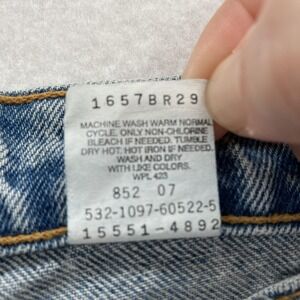 1657BR29
MACHINE WASH WARM NORMAL
CYCLE. ONLY NON-CHLORINE
BLEACH IF NEEDED. TUMBLE
DRY HOT. HOT IRON IF NEEDED.
WASH AND DRY
WITH LIKE COLORS.
WPL 423
852 07
532-1097-60522-5
15551-4892